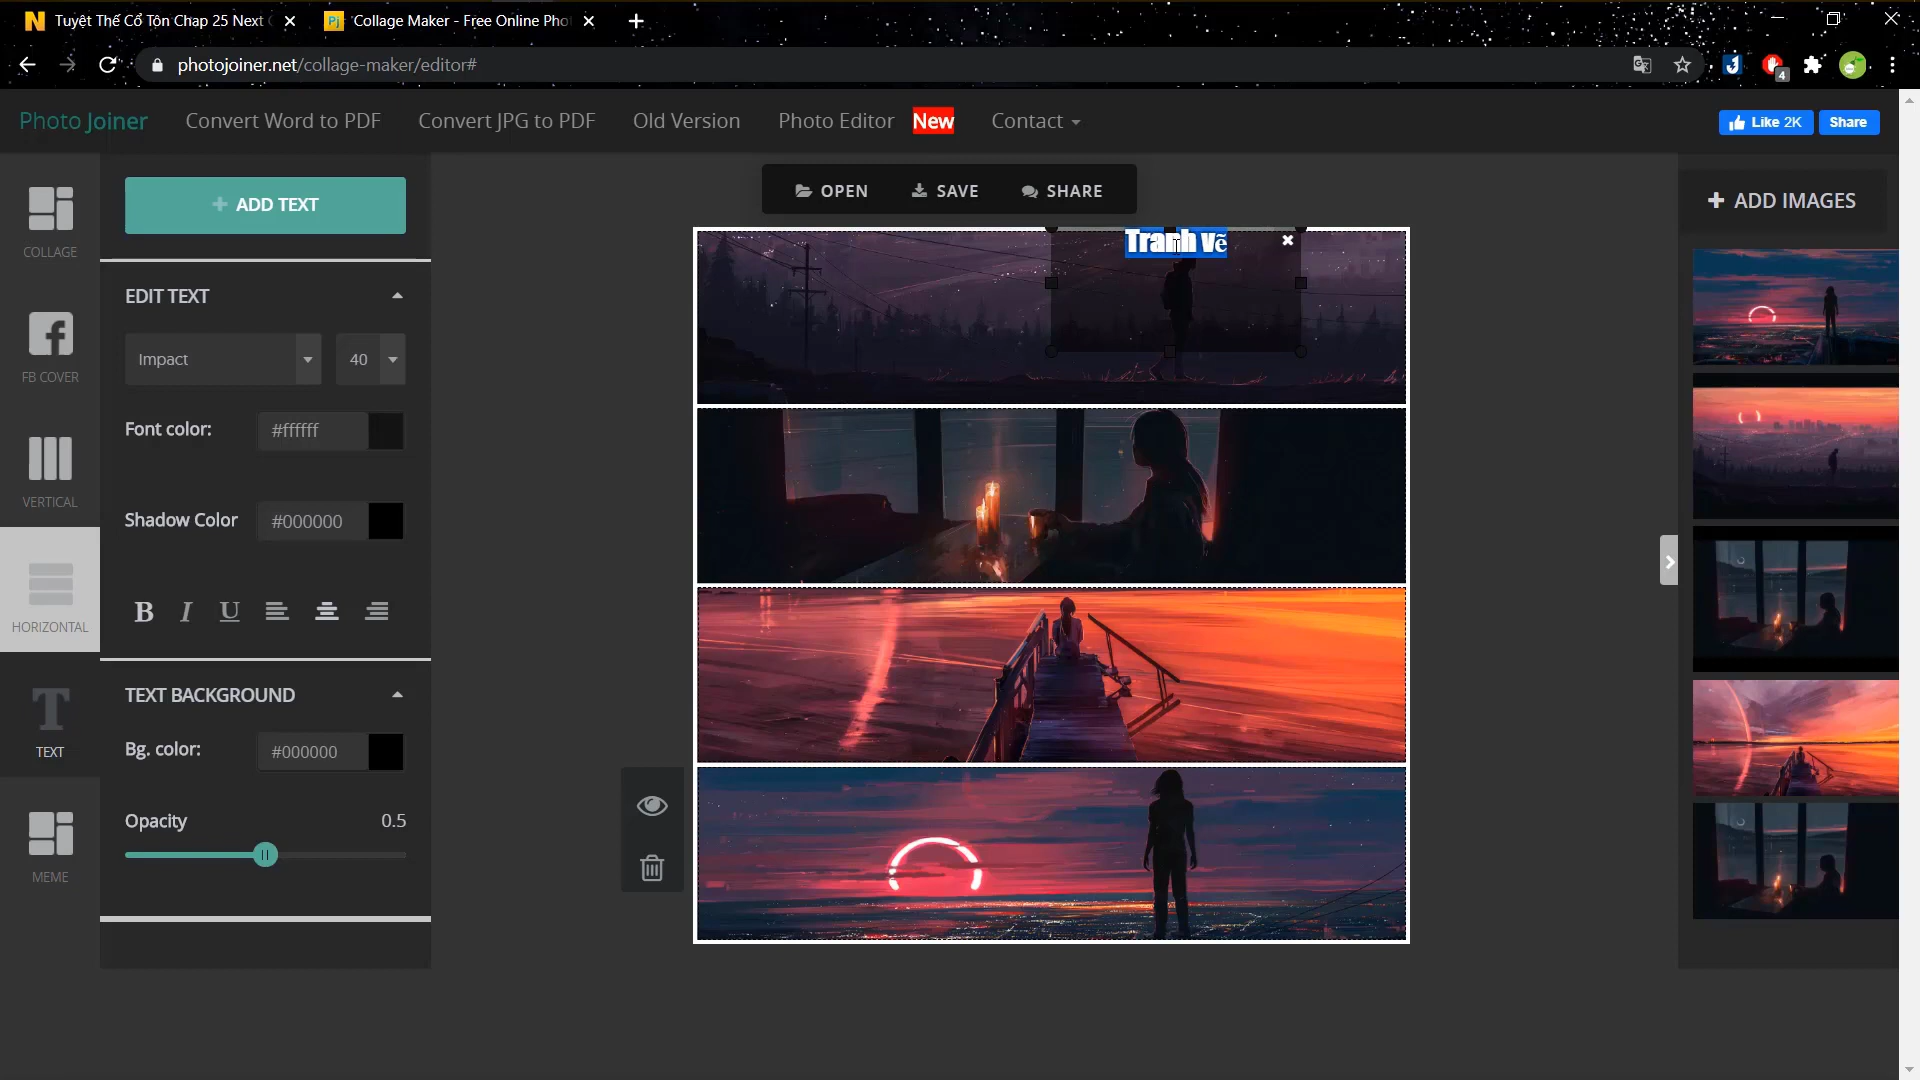 Tuyệt Thế Cổ Tôn Chap 25 Next
Collage Maker - Free Online Pho
photojoiner.net/collage-maker/editor#
4
Photo Joiner
Convert Word to PDF
Convert JPG to PDF
Old Version
Photo Editor New
Contact
Like 2K
Share
COLLAGE
FB COVER
VERTICAL
HORIZONTAL
TEXT
MEME
+ ADD TEXT
EDIT TEXT
Impact 40
Font color: #ffffff
Shadow Color #000000
B I U
TEXT BACKGROUND
Bg. color: #000000
Opacity 0.5
OPEN SAVE SHARE
Tranh vẽ
+ ADD IMAGES